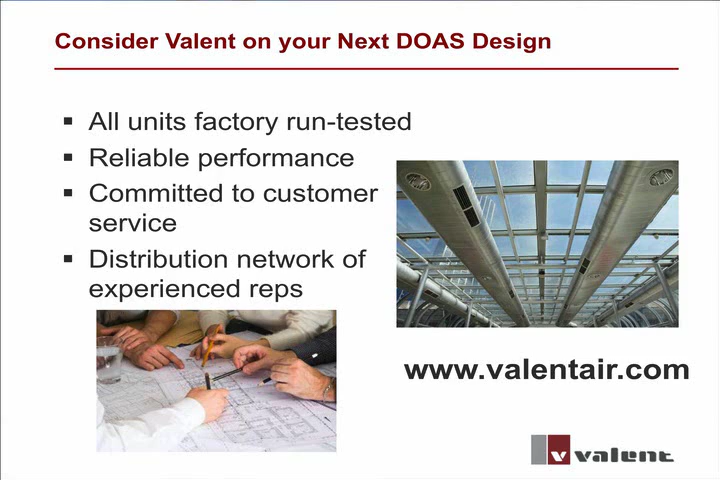 Consider Valent on your Next DOAS Design
▪ All units factory run-tested
▪ Reliable performance
▪ Committed to customer
service
▪ Distribution network of
experienced reps
www.valentair.com
v valent